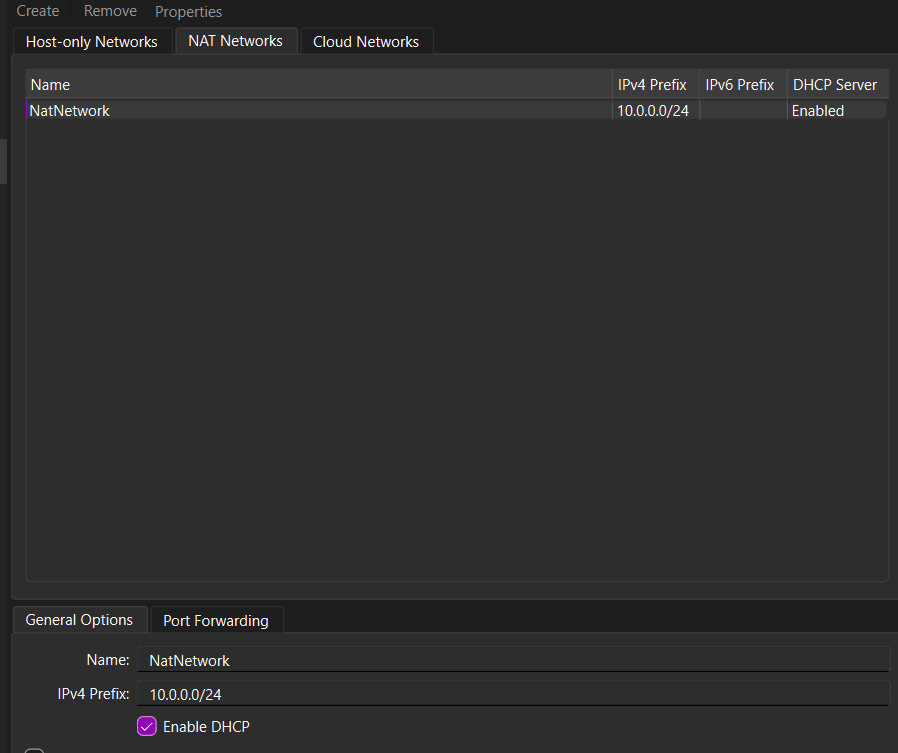 Create Remove Properties
Host-only Networks NAT Networks Cloud Networks
Name IPv4 Prefix IPv6 Prefix DHCP Server
NatNetwork 10.0.0.0/24 Enabled
General Options Port Forwarding
Name: NatNetwork
IPv4 Prefix: 10.0.0.0/24
Enable DHCP